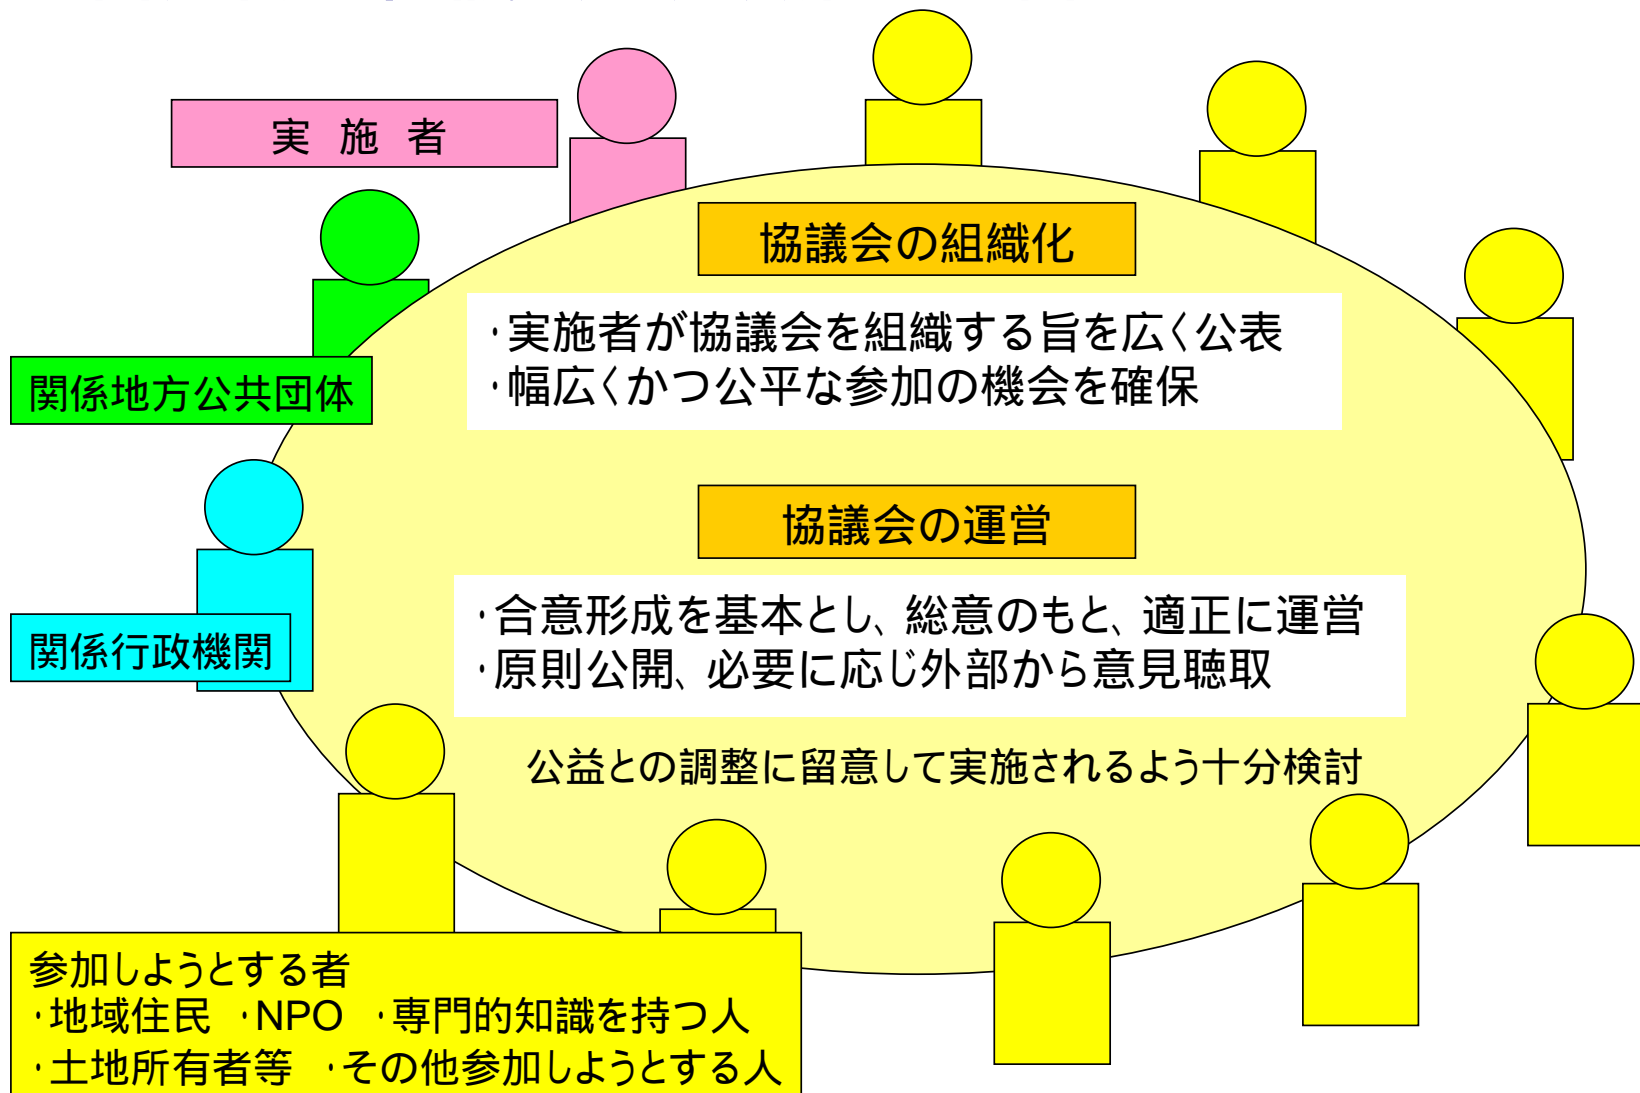 実 施 者
協議会の組織化
・実施者が協議会を組織する旨を広く公表
・幅広くかつ公平な参加の機会を確保
関係地方公共団体
協議会の運営
・合意形成を基本とし、総意のもと、適正に運営
・原則公開、必要に応じ外部から意見聴取
関係行政機関
公益との調整に留意して実施されるよう十分検討
参加しようとする者
・地域住民 ・NPO ・専門的知識を持つ人
・土地所有者等 ・その他参加しようとする人